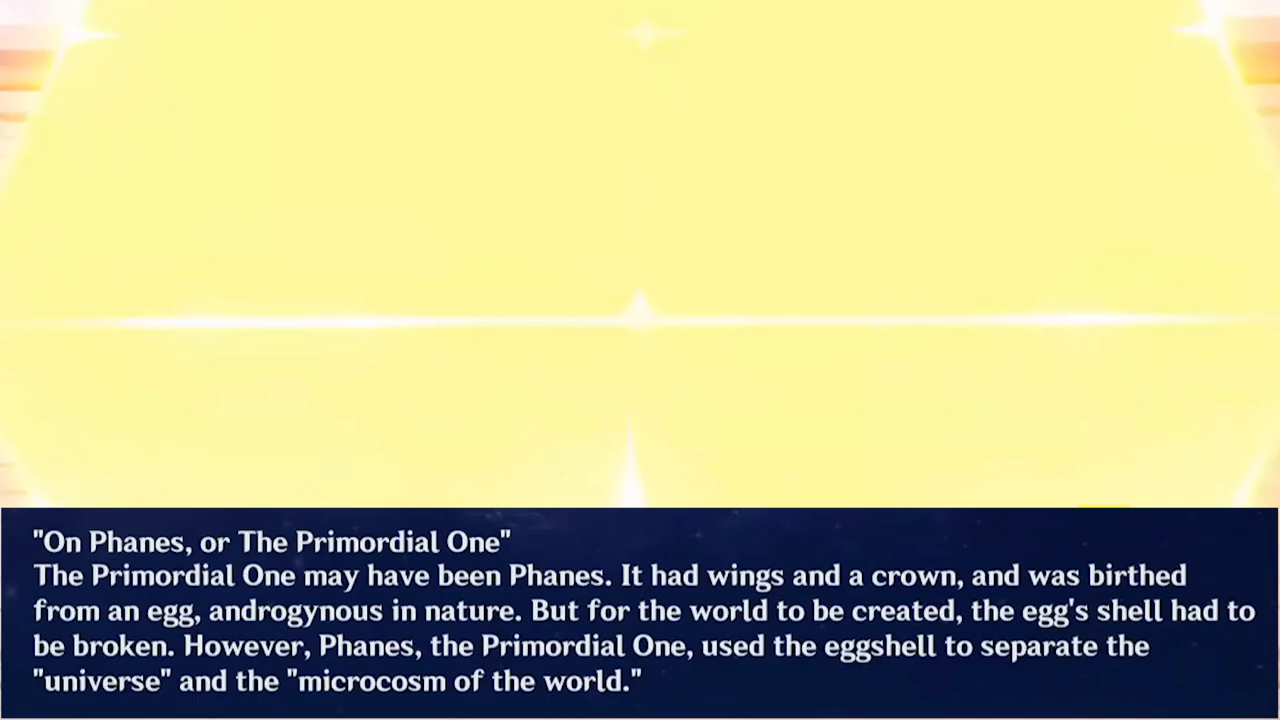 "On Phanes, or The Primordial One"
The Primordial One may have been Phanes. It had wings and a crown, and was birthed
from an egg, androgynous in nature. But for the world to be created, the egg's shell had to
be broken. However, Phanes, the Primordial One, used the eggshell to separate the
"universe" and the "microcosm of the world."